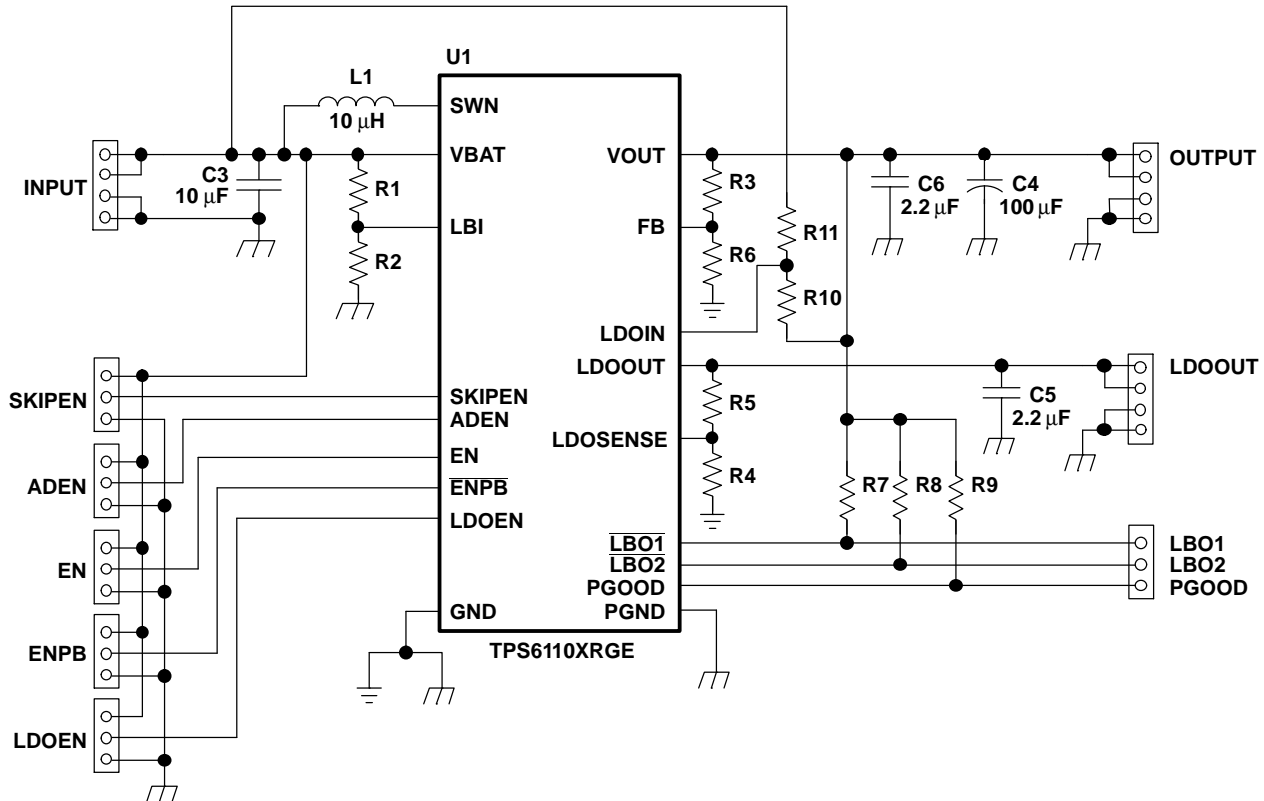 U1
L1
10 µH
SWN
VBAT
VOUT
INPUT
OUTPUT
C3
10 µF
R1
R3
C6
2.2 µF
C4
100 µF
LBI
FB
R11
R2
R6
R10
LDOIN
LDOOUT
LDOOUT
SKIPEN
SKIPEN
ADEN
R5
C5
2.2 µF
LDOSENSE
EN
ADEN
R4
R7
R8
R9
ENPB
LDOEN
LBO1
LBO1
EN
LBO2
LBO2
PGOOD
PGOOD
GND
PGND
ENPB
TPS6110XRGE
LDOEN